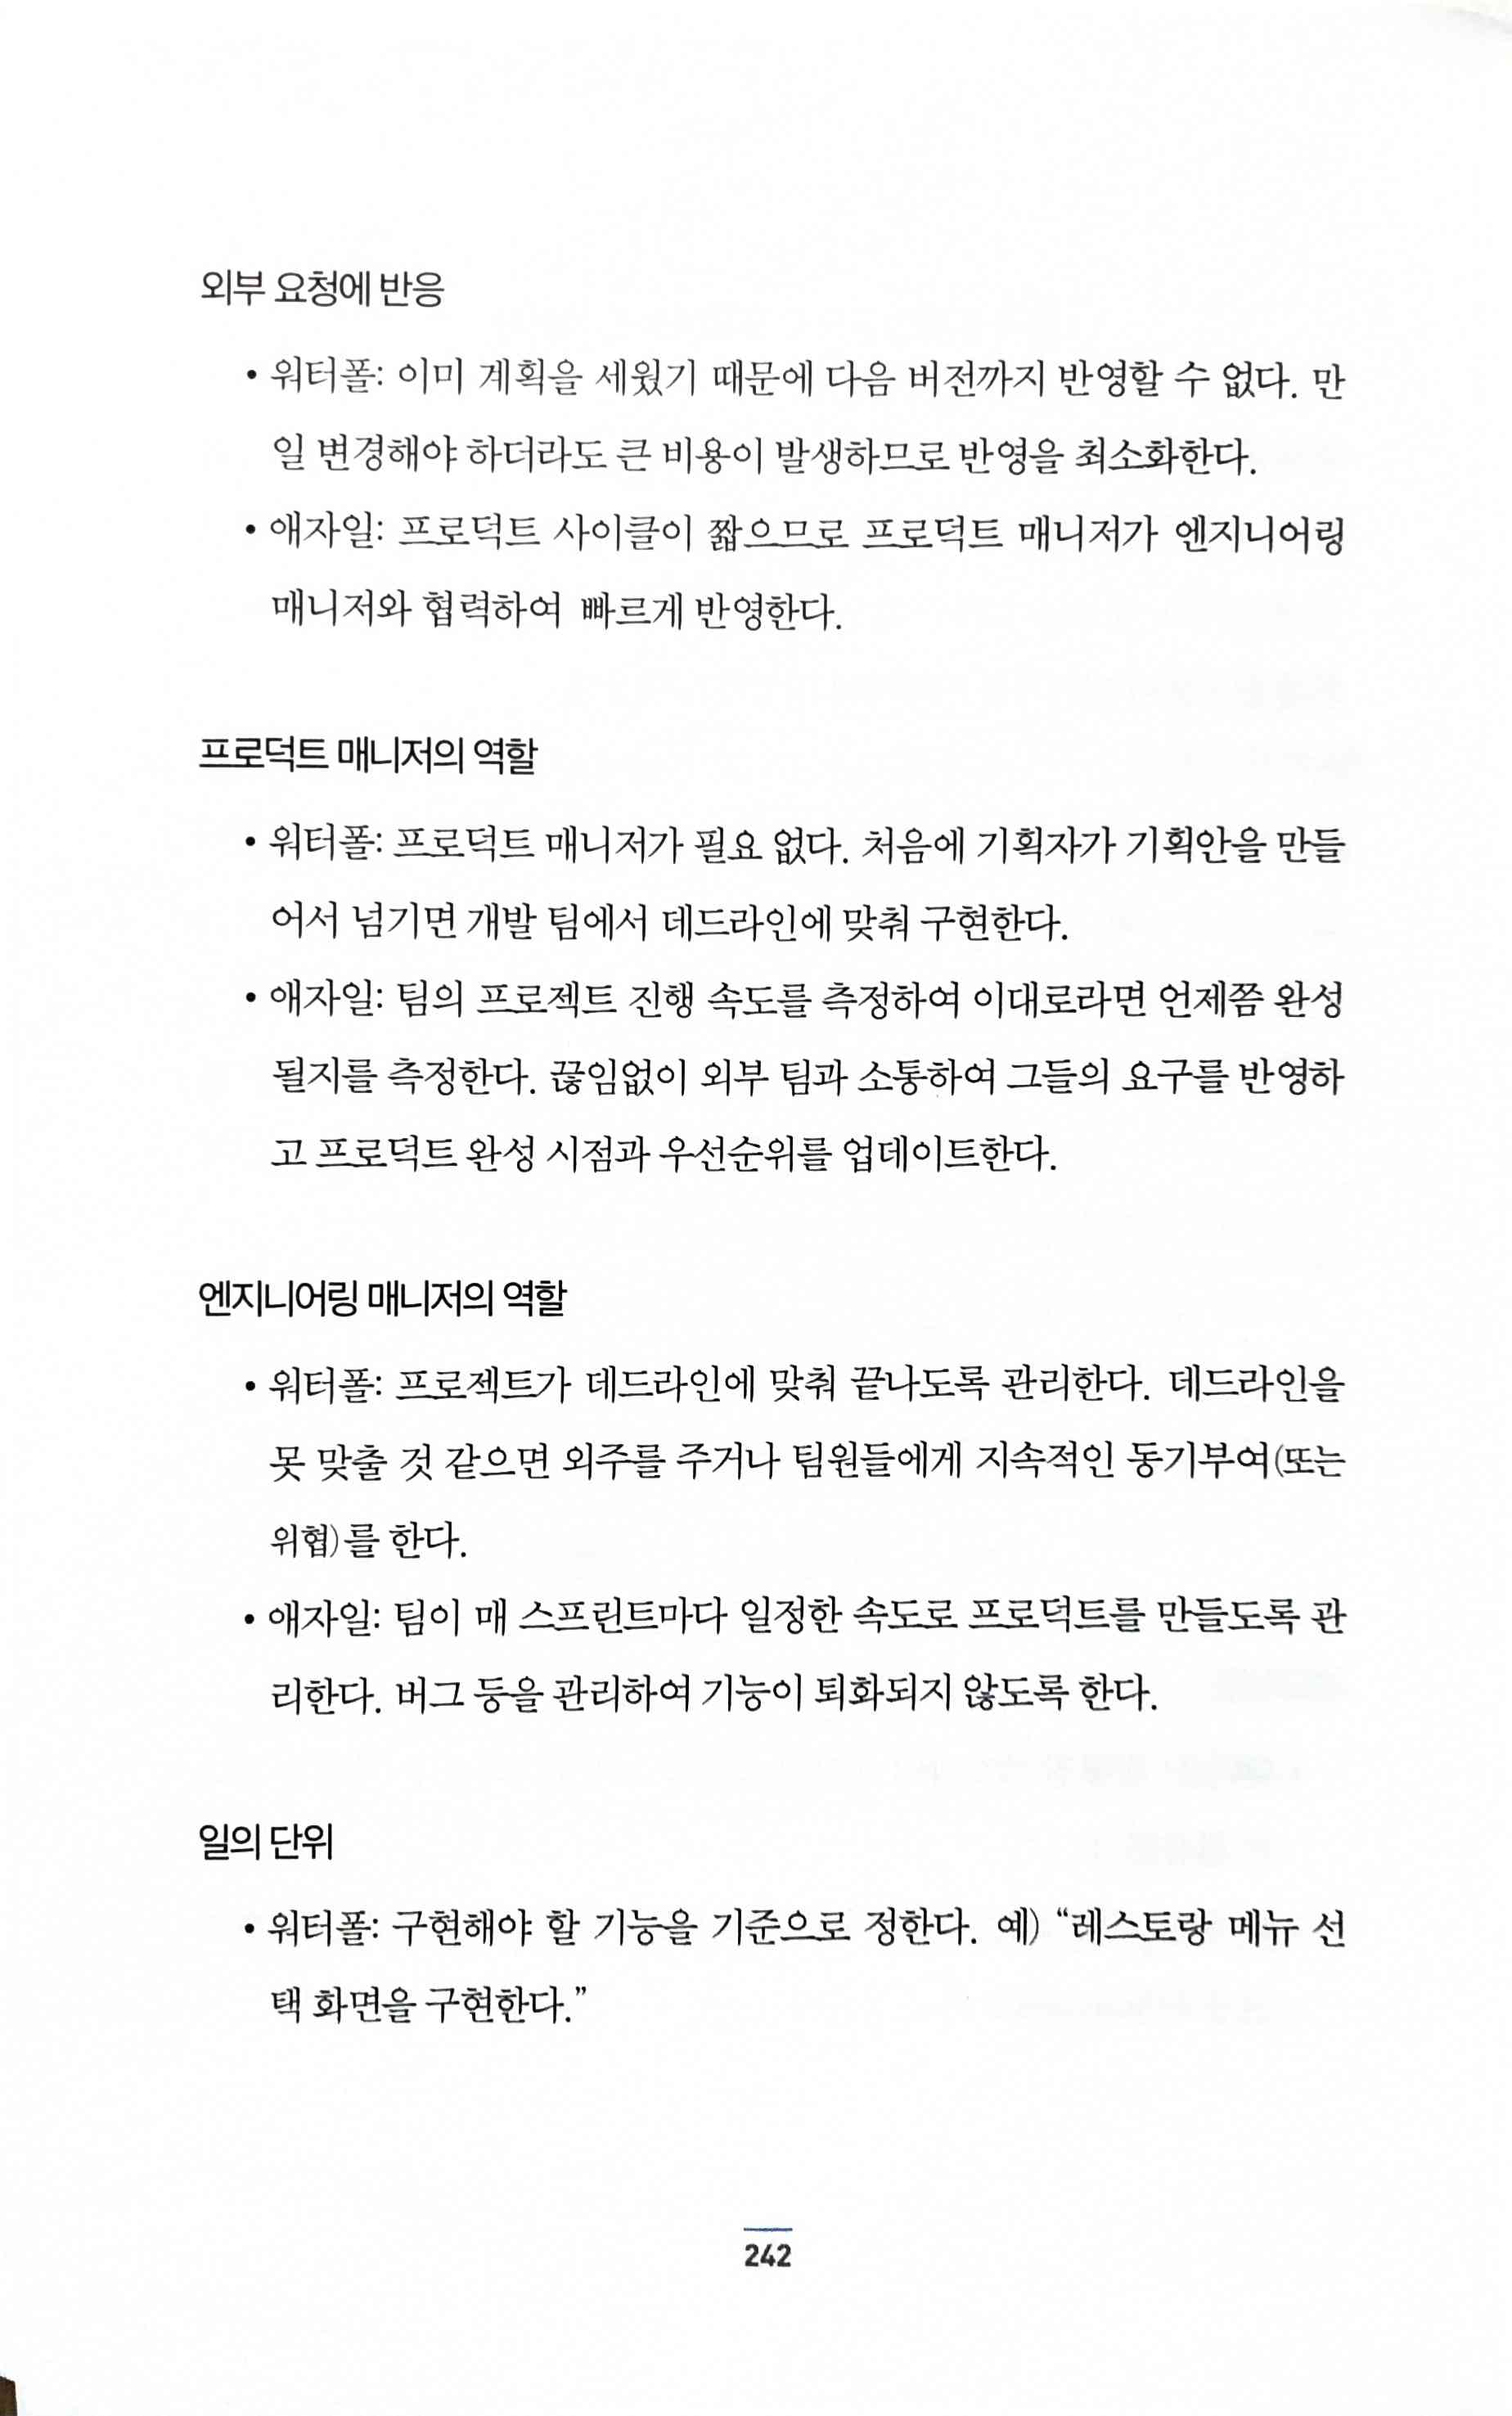 외부 요청에 반응
• 워터폴: 이미 계획을 세웠기 때문에 다음 버전까지 반영할 수 없다. 만
일 변경해야 하더라도 큰 비용이 발생하므로 반영을 최소화한다.
• 애자일: 프로덕트 사이클이 짧으므로 프로덕트 매니저가 엔지니어링
매니저와 협력하여 빠르게 반영한다.
프로덕트 매니저의 역할
• 워터폴: 프로덕트 매니저가 필요 없다. 처음에 기획자가 기획안을 만들
어서 넘기면 개발 팀에서 데드라인에 맞춰 구현한다.
• 애자일: 팀의 프로젝트 진행 속도를 측정하여 이대로라면 언제쯤 완성
될지를 측정한다. 끊임없이 외부 팀과 소통하여 그들의 요구를 반영하
고 프로덕트 완성 시점과 우선순위를 업데이트한다.
엔지니어링 매니저의 역할
• 워터폴: 프로젝트가 데드라인에 맞춰 끝나도록 관리한다. 데드라인을
못 맞출 것 같으면 외주를 주거나 팀원들에게 지속적인 동기부여(또는
위협)를 한다.
• 애자일: 팀이 매 스프린트마다 일정한 속도로 프로덕트를 만들도록 관
리한다. 버그 등을 관리하여 기능이 퇴화되지 않도록 한다.
일의 단위
• 워터폴: 구현해야 할 기능을 기준으로 정한다. 예) “레스토랑 메뉴 선
택 화면을 구현한다.”
242